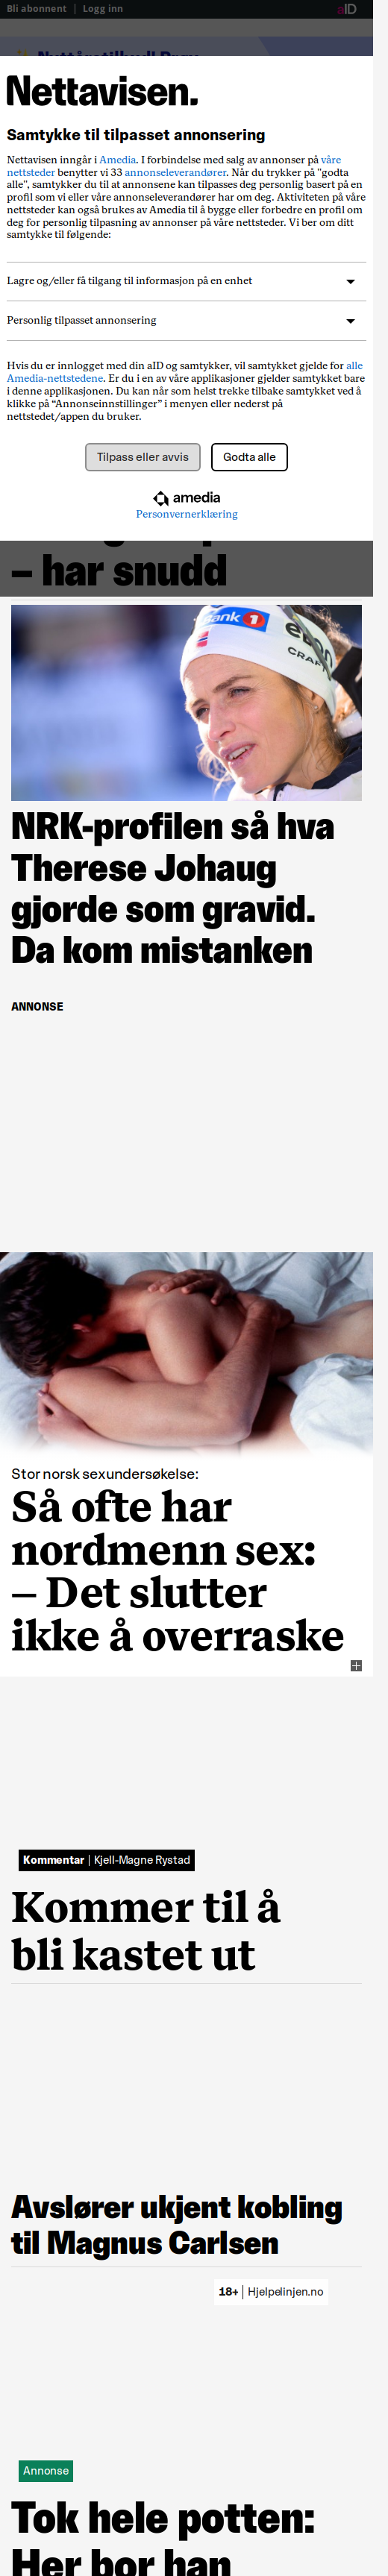 Bli abonnent | Logg inn
aID
Nettavisen.
Samtykke til tilpasset annonsering
Nettavisen inngår i Amedia. I forbindelse med salg av annonser på våre
nettsteder benytter vi 33 annonseleverandører. Når du trykker på "godta
alle", samtykker du til at annonsene kan tilpasses deg personlig basert på en
profil som vi eller våre annonseleverandører har om deg. Aktiviteten på våre
nettsteder kan også brukes av Amedia til å bygge eller forbedre en profil om
deg for personlig tilpasning av annonser på våre nettsteder. Vi ber om ditt
samtykke til følgende:
Lagre og/eller få tilgang til informasjon på en enhet
Personlig tilpasset annonsering
Hvis du er innlogget med din aID og samtykker, vil samtykket gjelde for alle
Amedia-nettstedene. Er du i en av våre applikasjoner gjelder samtykket bare
i denne applikasjonen. Du kan når som helst trekke tilbake samtykket ved å
klikke på “Annonseinnstillinger” i menyen eller nederst på
nettstedet/appen du bruker.
Tilpass eller avvis
Godta alle
amedia
Personvernerklæring
– har snudd
NRK-profilen så hva
Therese Johaug
gjorde som gravid.
Da kom mistanken
ANNONSE
Stor norsk sexundersøkelse:
Så ofte har
nordmenn sex:
– Det slutter
ikke å overraske
Kommentar | Kjell-Magne Rystad
Kommer til å
bli kastet ut
Avslører ukjent kobling
til Magnus Carlsen
18+ | Hjelpelinjen.no
Annonse
Tok hele potten:
Her bor han